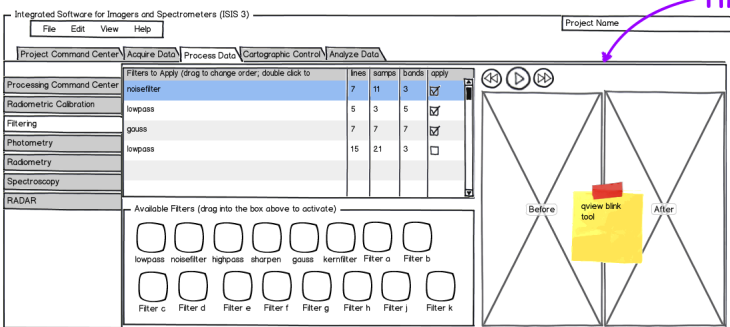 Integrated Software for Imagers and Spectrometers (ISIS 3)
Project Name
File Edit View Help
Project Command Center Acquire Data Process Data Cartographic Control Analyze Data
Filters to Apply (drag to change order; double click to lines samps bands apply
noisefilter 7 11 3
lowpass 5 3 5
gauss 7 7 7
lowpass 15 21 3
Processing Command Center
Radiometric Calibration
Filtering
Photometry
Radiometry
Spectroscopy
RADAR
Available Filters (drag into the box above to activate)
lowpass noisefilter highpass sharpen gauss kernfilter Filter a Filter b
Filter c Filter d Filter e Filter f Filter g Filter h Filter j Filter k
Before
qview blink
tool
After